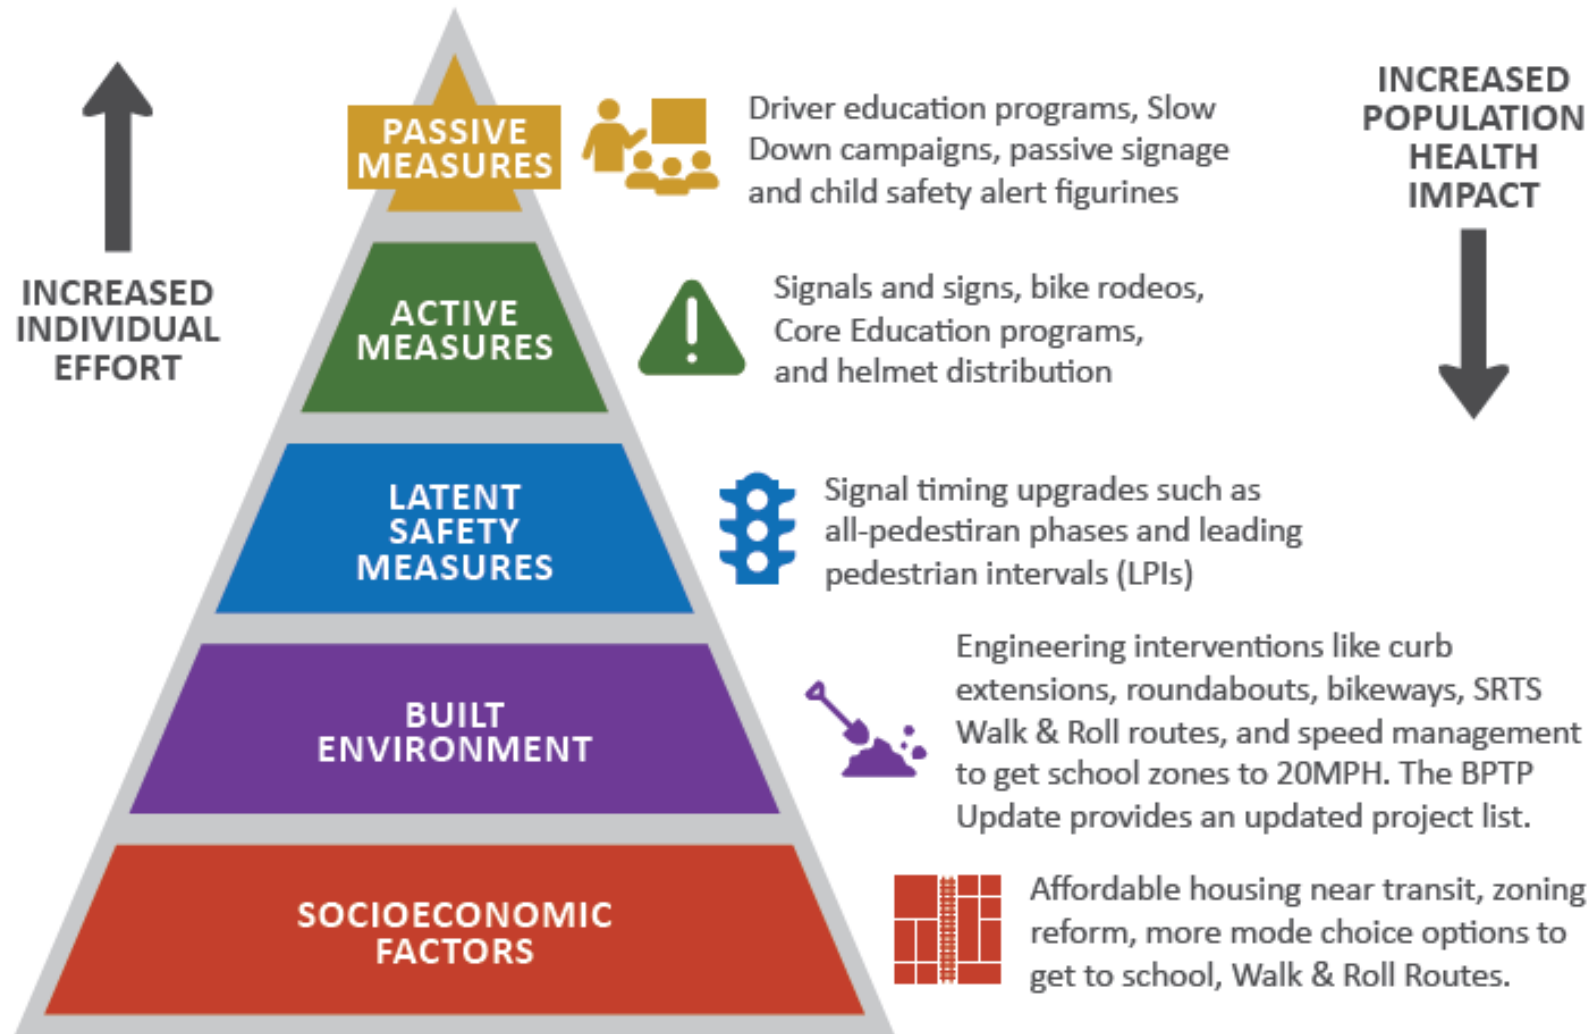 INCREASED
INDIVIDUAL
EFFORT
PASSIVE
MEASURES
Driver education programs, Slow
Down campaigns, passive signage
and child safety alert figurines
INCREASED
POPULATION
HEALTH
IMPACT
ACTIVE
MEASURES
Signals and signs, bike rodeos,
Core Education programs,
and helmet distribution
LATENT
SAFETY
MEASURES
Signal timing upgrades such as
all-pedestiran phases and leading
pedestrian intervals (LPIs)
BUILT
ENVIRONMENT
Engineering interventions like curb
extensions, roundabouts, bikeways, SRTS
Walk & Roll routes, and speed management
to get school zones to 20MPH. The BPTP
Update provides an updated project list.
SOCIOECONOMIC
FACTORS
Affordable housing near transit, zoning
reform, more mode choice options to
get to school, Walk & Roll Routes.